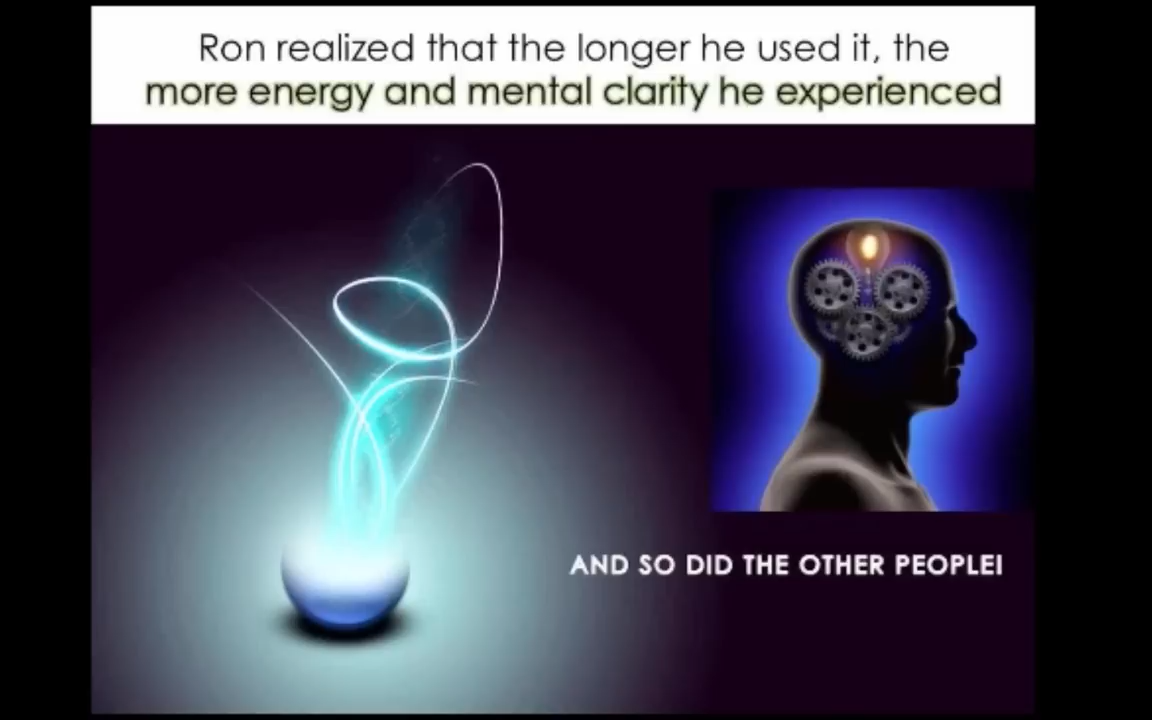 Ron realized that the longer he used it, the
more energy and mental clarity he experienced
AND SO DID THE OTHER PEOPLE!